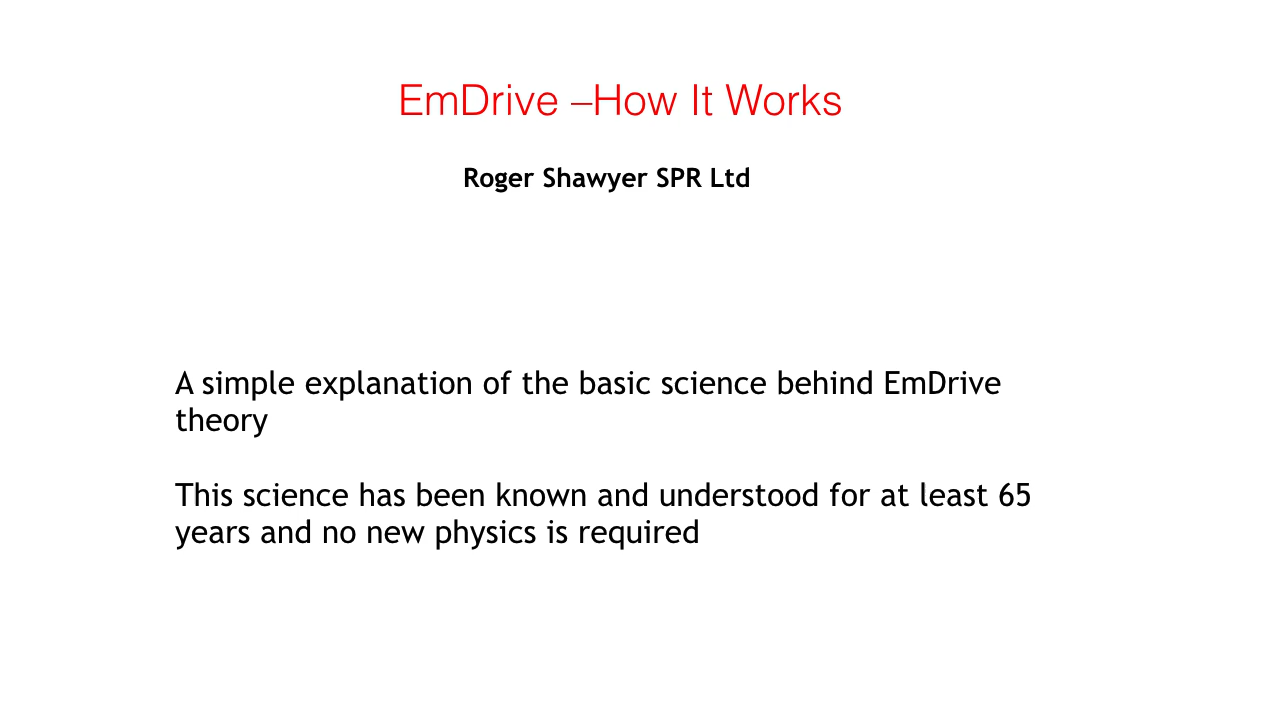 EmDrive –How It Works
Roger Shawyer SPR Ltd
A simple explanation of the basic science behind EmDrive
theory
This science has been known and understood for at least 65
years and no new physics is required